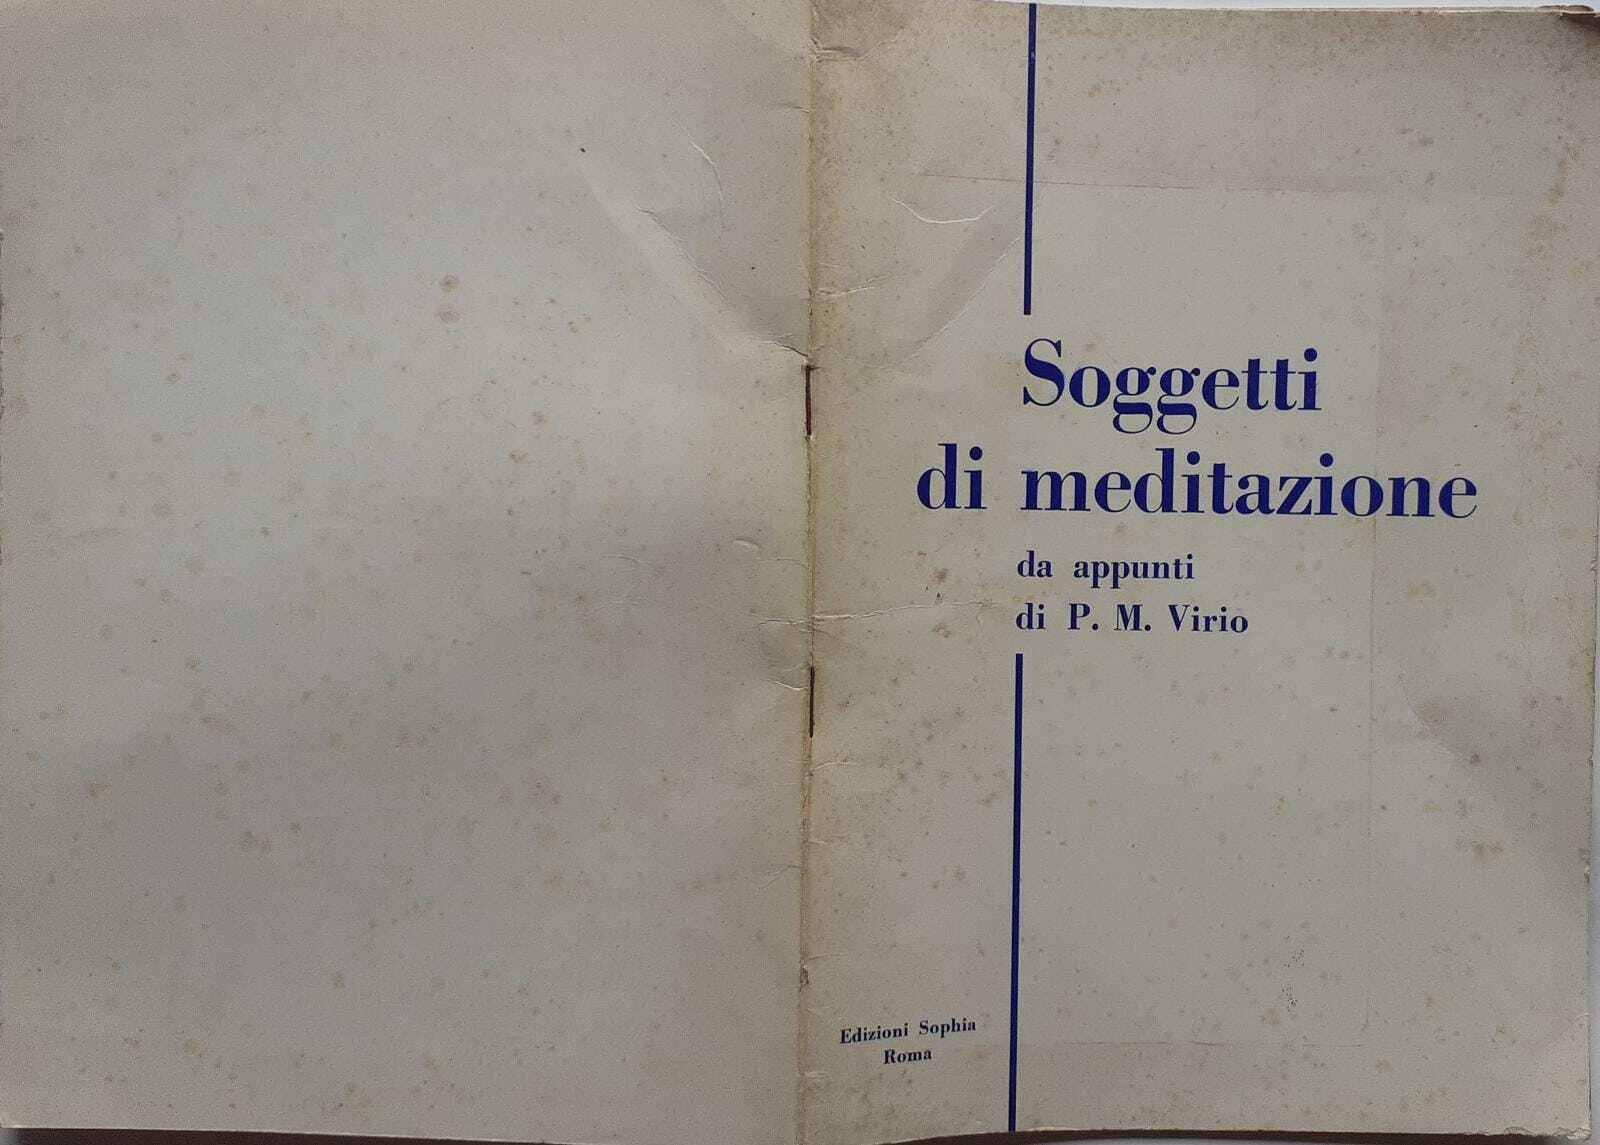 Soggetti
di meditazione
da appunti
di P. M. Virio
Edizioni Sophia
Roma